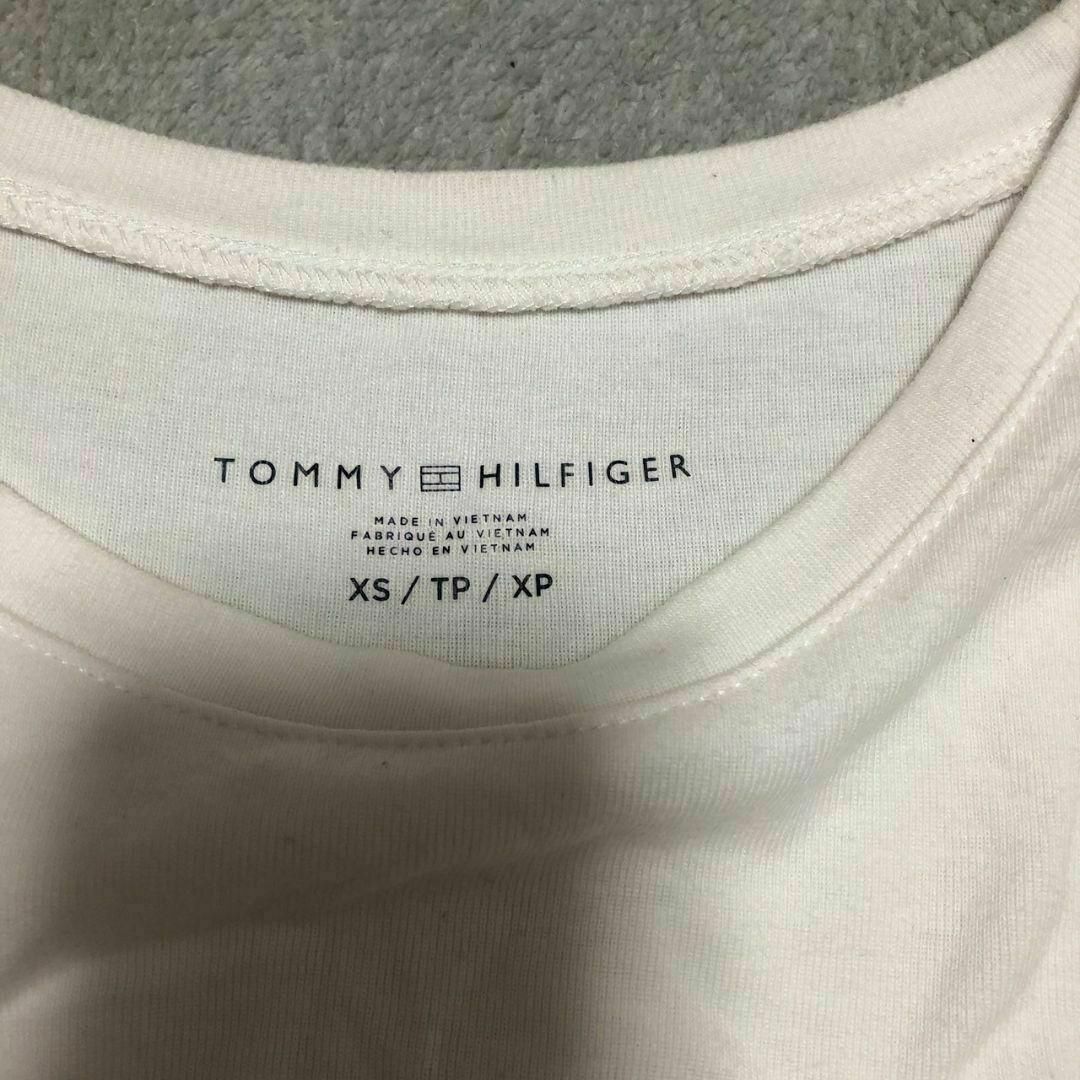 TOMMY HILFIGER
MADE IN VIETNAM
FABRIQUÉ AU VIETNAM
HECHO EN VIETNAM
XS / TP / XP